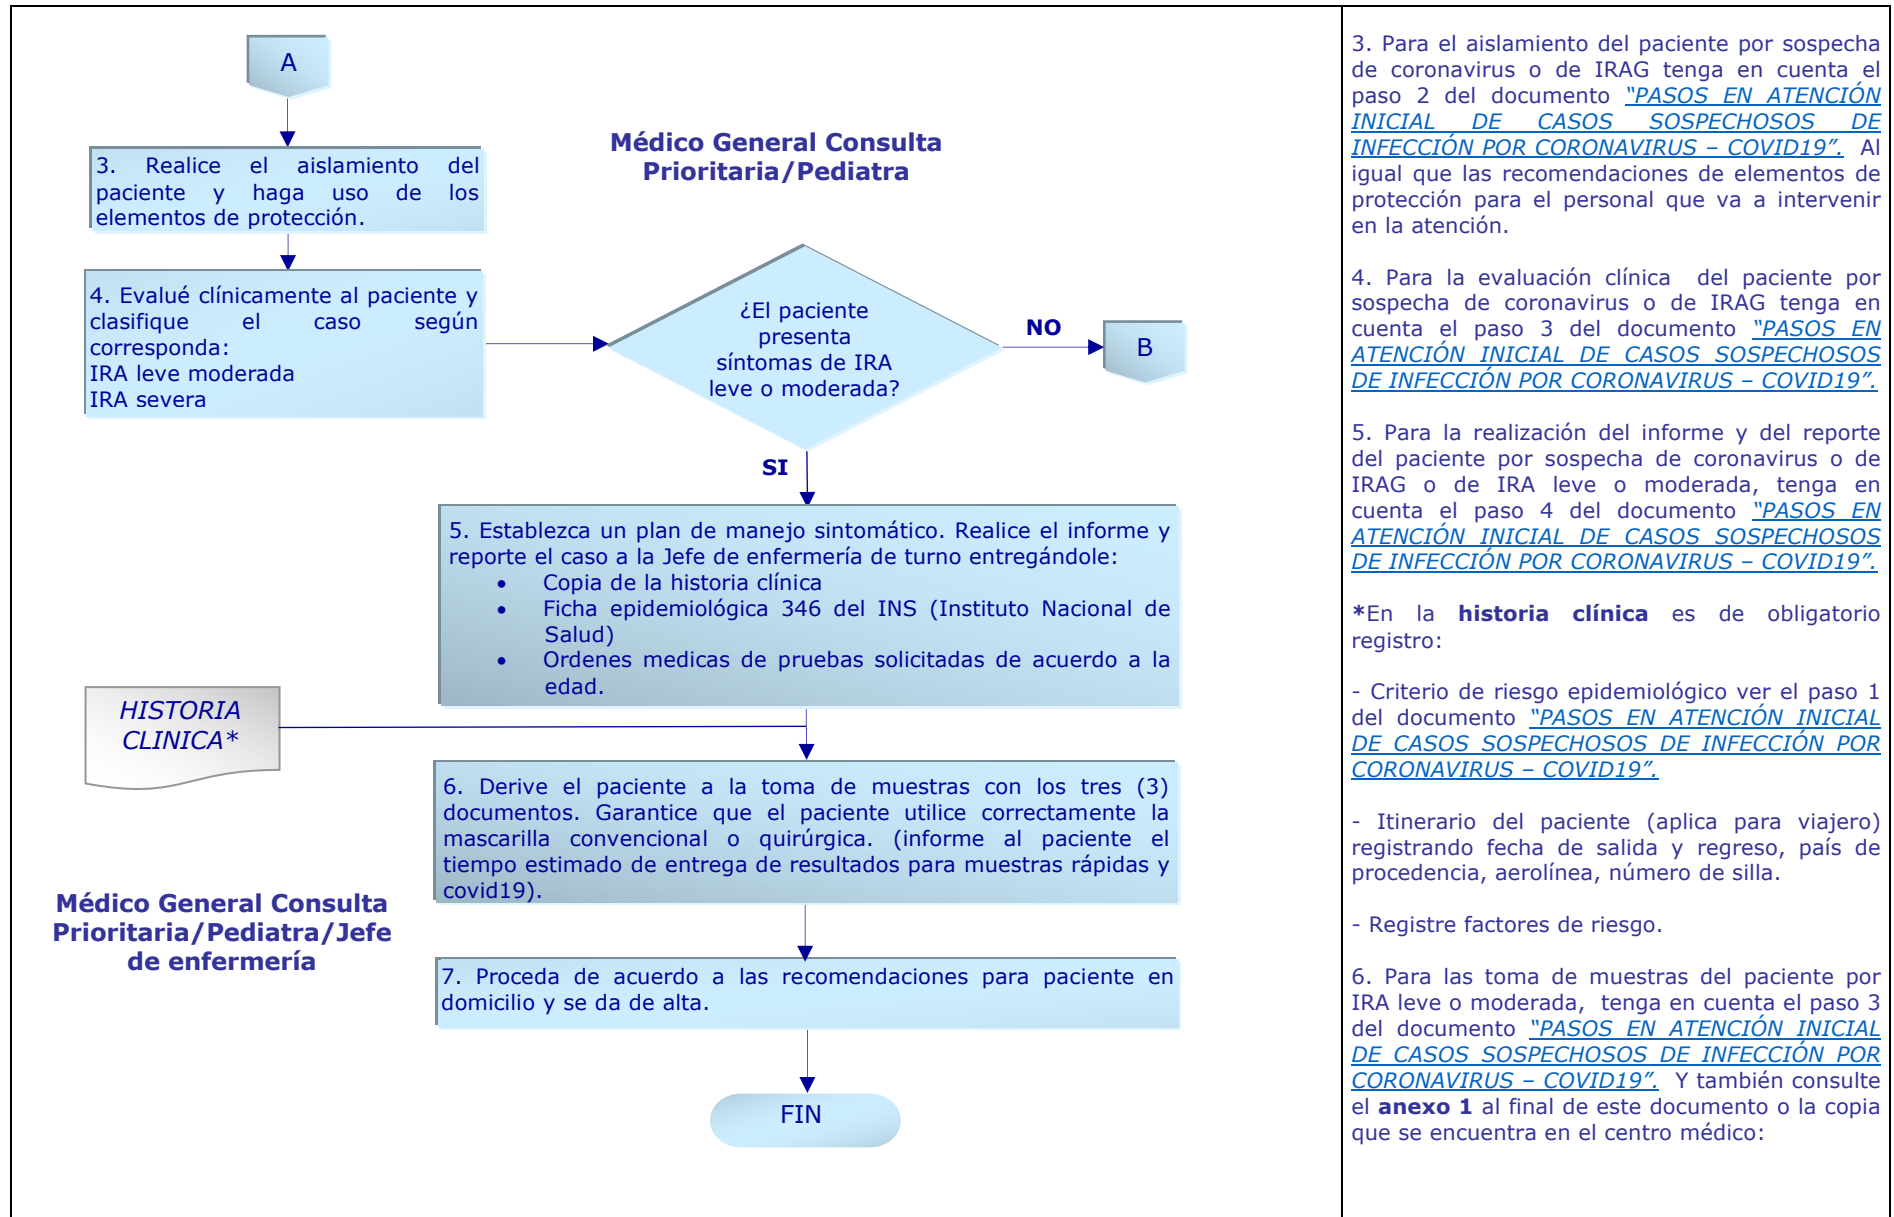 A
3. Realice el aislamiento del
paciente y haga uso de los
elementos de protección.
Médico General Consulta
Prioritaria/Pediatra
4. Evalué clínicamente al paciente y
clasifique el caso según
corresponda:
IRA leve moderada
IRA severa
¿El paciente
presenta
síntomas de IRA
leve o moderada?
NO
B
SI
5. Establezca un plan de manejo sintomático. Realice el informe y
reporte el caso a la Jefe de enfermería de turno entregándole:
• Copia de la historia clínica
• Ficha epidemiológica 346 del INS (Instituto Nacional de
Salud)
• Ordenes medicas de pruebas solicitadas de acuerdo a la
edad.
HISTORIA
CLINICA*
6. Derive el paciente a la toma de muestras con los tres (3)
documentos. Garantice que el paciente utilice correctamente la
mascarilla convencional o quirúrgica. (informe al paciente el
tiempo estimado de entrega de resultados para muestras rápidas y
covid19).
Médico General Consulta
Prioritaria/Pediatra/Jefe
de enfermería
7. Proceda de acuerdo a las recomendaciones para paciente en
domicilio y se da de alta.
FIN
3. Para el aislamiento del paciente por sospecha
de coronavirus o de IRAG tenga en cuenta el
paso 2 del documento “PASOS EN ATENCIÓN
INICIAL DE CASOS SOSPECHOSOS DE
INFECCIÓN POR CORONAVIRUS – COVID19”. Al
igual que las recomendaciones de elementos de
protección para el personal que va a intervenir
en la atención.
4. Para la evaluación clínica del paciente por
sospecha de coronavirus o de IRAG tenga en
cuenta el paso 3 del documento “PASOS EN
ATENCIÓN INICIAL DE CASOS SOSPECHOSOS
DE INFECCIÓN POR CORONAVIRUS – COVID19”.
5. Para la realización del informe y del reporte
del paciente por sospecha de coronavirus o de
IRAG o de IRA leve o moderada, tenga en
cuenta el paso 4 del documento “PASOS EN
ATENCIÓN INICIAL DE CASOS SOSPECHOSOS
DE INFECCIÓN POR CORONAVIRUS – COVID19”.
*En la historia clínica es de obligatorio
registro:
- Criterio de riesgo epidemiológico ver el paso 1
del documento “PASOS EN ATENCIÓN INICIAL
DE CASOS SOSPECHOSOS DE INFECCIÓN POR
CORONAVIRUS – COVID19”.
- Itinerario del paciente (aplica para viajero)
registrando fecha de salida y regreso, país de
procedencia, aerolínea, número de silla.
- Registre factores de riesgo.
6. Para las toma de muestras del paciente por
IRA leve o moderada, tenga en cuenta el paso 3
del documento “PASOS EN ATENCIÓN INICIAL
DE CASOS SOSPECHOSOS DE INFECCIÓN POR
CORONAVIRUS – COVID19”. Y también consulte
el anexo 1 al final de este documento o la copia
que se encuentra en el centro médico: